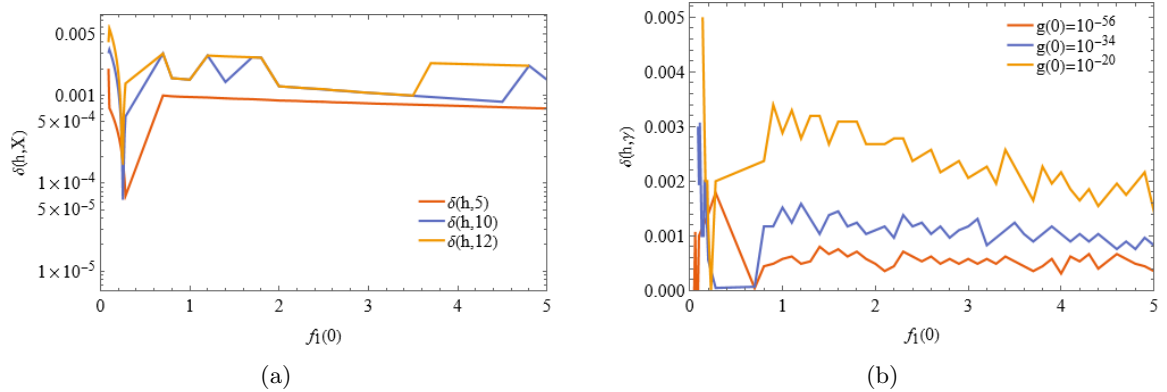 δ(h,X)
0.005
0.001
5×10⁻⁴
1×10⁻⁴
5×10⁻⁵
1×10⁻⁵
δ(h,5)
δ(h,10)
δ(h,12)
0 1 2 3 4 5
f₁(0)
(a)
δ(h,γ)
0.005
0.004
0.003
0.002
0.001
0.000
g(0)=10⁻⁵⁶
g(0)=10⁻³⁴
g(0)=10⁻²⁰
0 1 2 3 4 5
f₁(0)
(b)